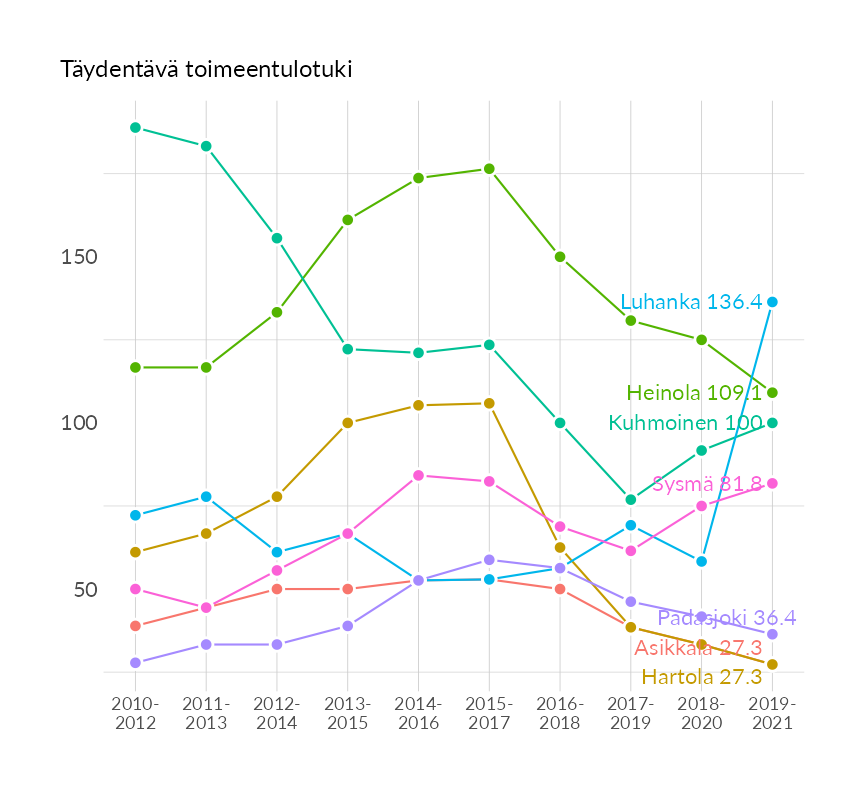 Täydentävä toimeentulotuki
150
100
50
Luhanka 136.4
Heinola 109.1
Kuhmoinen 100
Sysmä 81.8
Padasjoki 36.4
Asikkala 27.3
Hartola 27.3
2010- 2011- 2012- 2013- 2014- 2015- 2016- 2017- 2018- 2019-
2012 2013 2014 2015 2016 2017 2018 2019 2020 2021